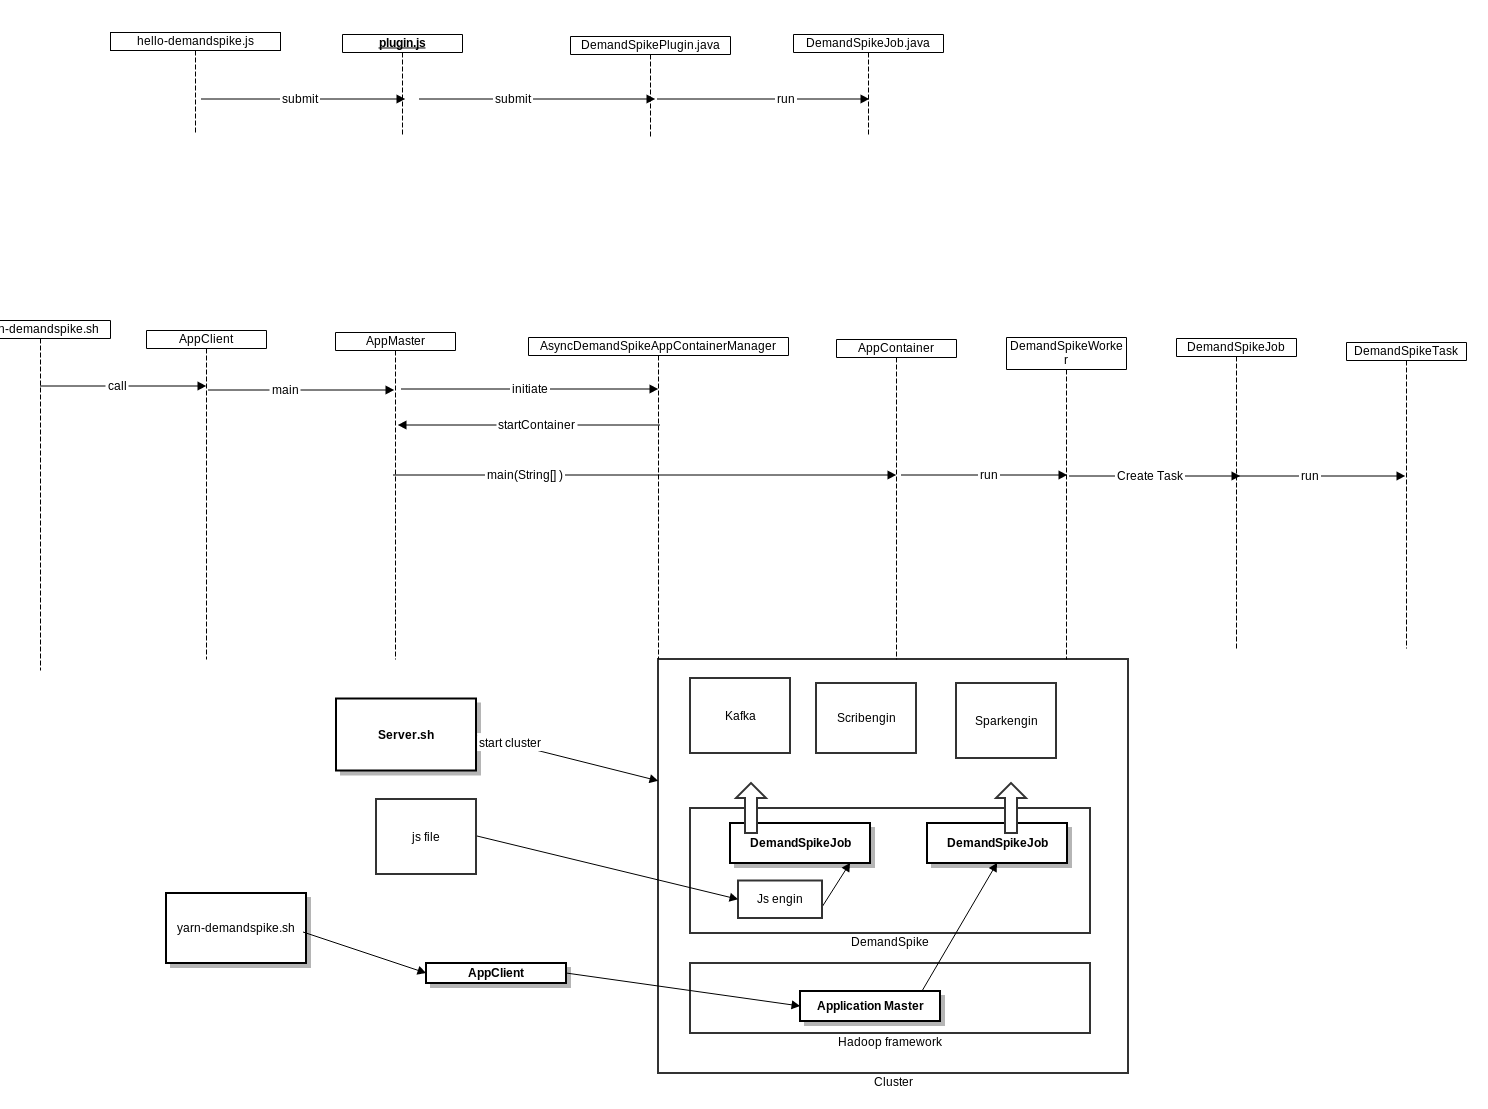 hello-demandspike.js
plugin.js
DemandSpikePlugin.java
DemandSpikeJob.java
submit
submit
run
n-demandspike.sh
AppClient
AppMaster
AsyncDemandSpikeAppContainerManager
AppContainer
DemandSpikeWorke
r
DemandSpikeJob
DemandSpikeTask
call
main
initiate
startContainer
main(String[] )
run
Create Task
run
Server.sh
start cluster
Kafka
Scribengin
Sparkengin
js file
DemandSpikeJob
DemandSpikeJob
Js engin
yarn-demandspike.sh
DemandSpike
AppClient
Application Master
Hadoop framework
Cluster